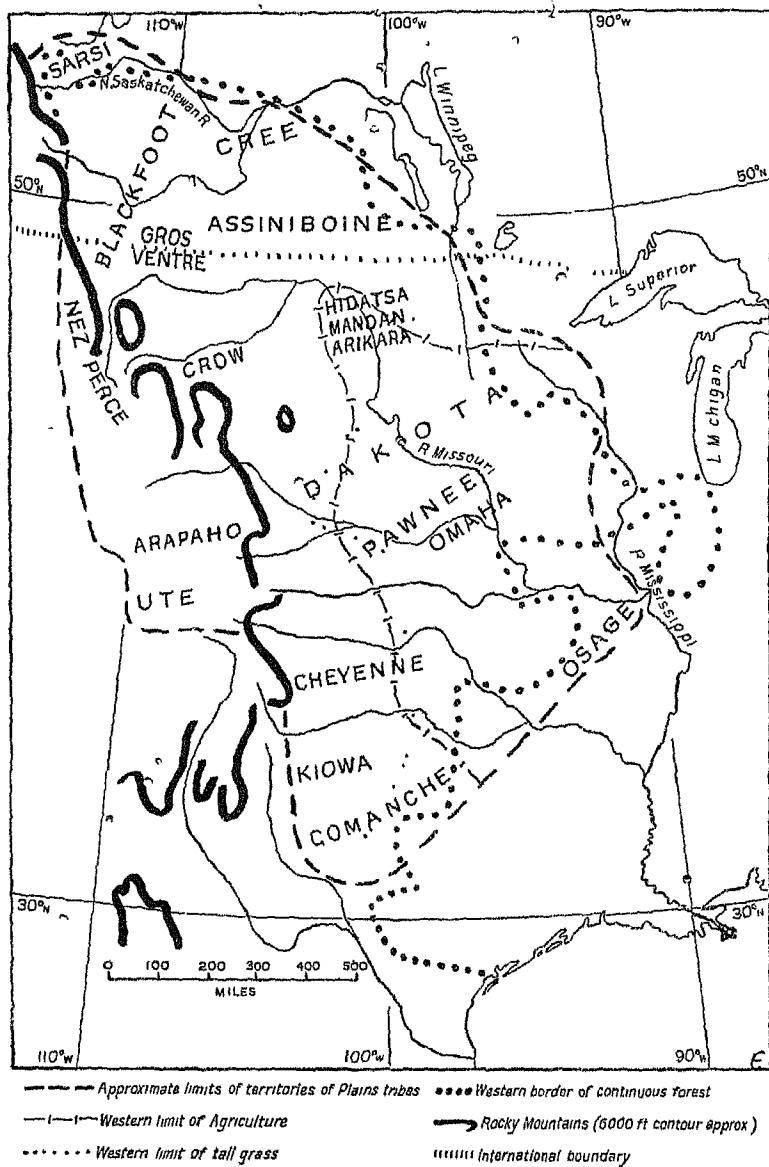 110°W
100°W
90°W
SARSI
N. Saskatchewan R
L Winnipeg
CREE
BLACKFOOT
50°N
50°N
ASSINIBOINE
GROS
VENTRE
L Superior
HIDATSA
MANDAN
ARIKARA
NEZ PERCE
CROW
L M chigan
DAKOTA
R Missouri
PAWNEE
OMAHA
ARAPAHO
UTE
R Mississippi
OSAGE
CHEYENNE
KIOWA
COMANCHE
30°N
30°N
0 100 200 300 400 500
MILES
110°W
100°W
90°W
E
Approximate limits of territories of Plains tribes
Western border of continuous forest
Western limit of Agriculture
Rocky Mountains (6000 ft contour approx)
Western limit of tall grass
International boundary